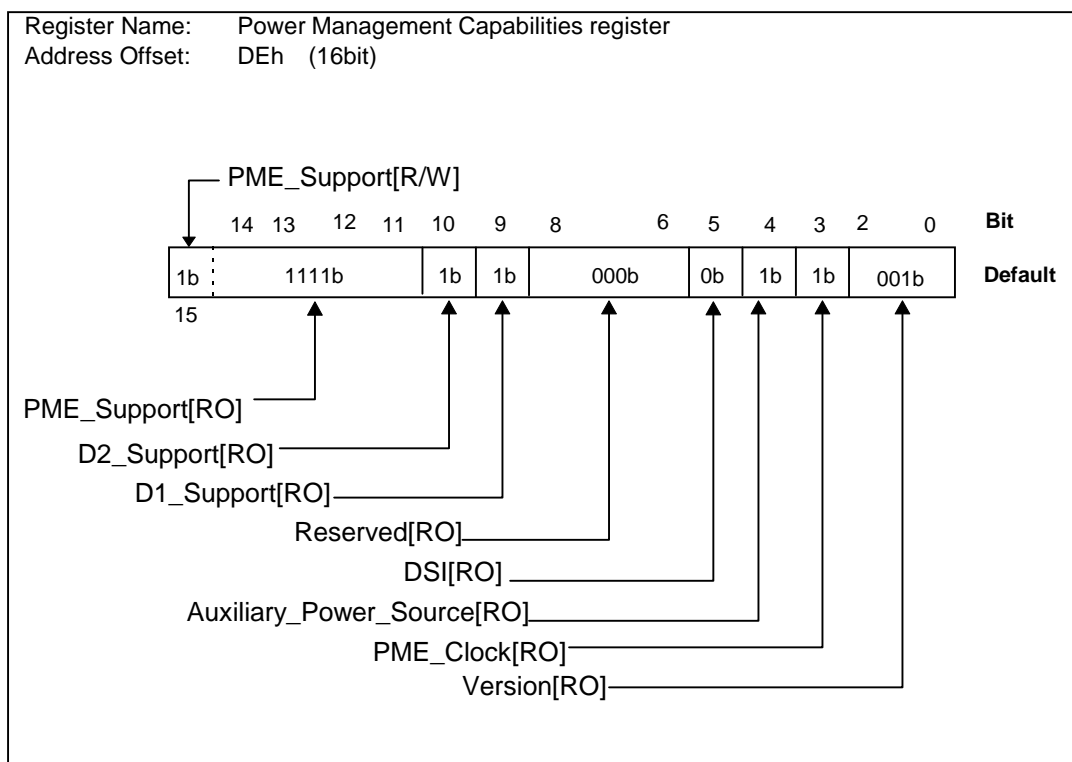 Register Name: Power Management Capabilities register
Address Offset: DEh (16bit)
PME_Support[R/W]
14 13 12 11 10 9 8 6 5 4 3 2 0 Bit
1b 1111b 1b 1b 000b 0b 1b 1b 001b Default
15
PME_Support[RO]
D2_Support[RO]
D1_Support[RO]
Reserved[RO]
DSI[RO]
Auxiliary_Power_Source[RO]
PME_Clock[RO]
Version[RO]